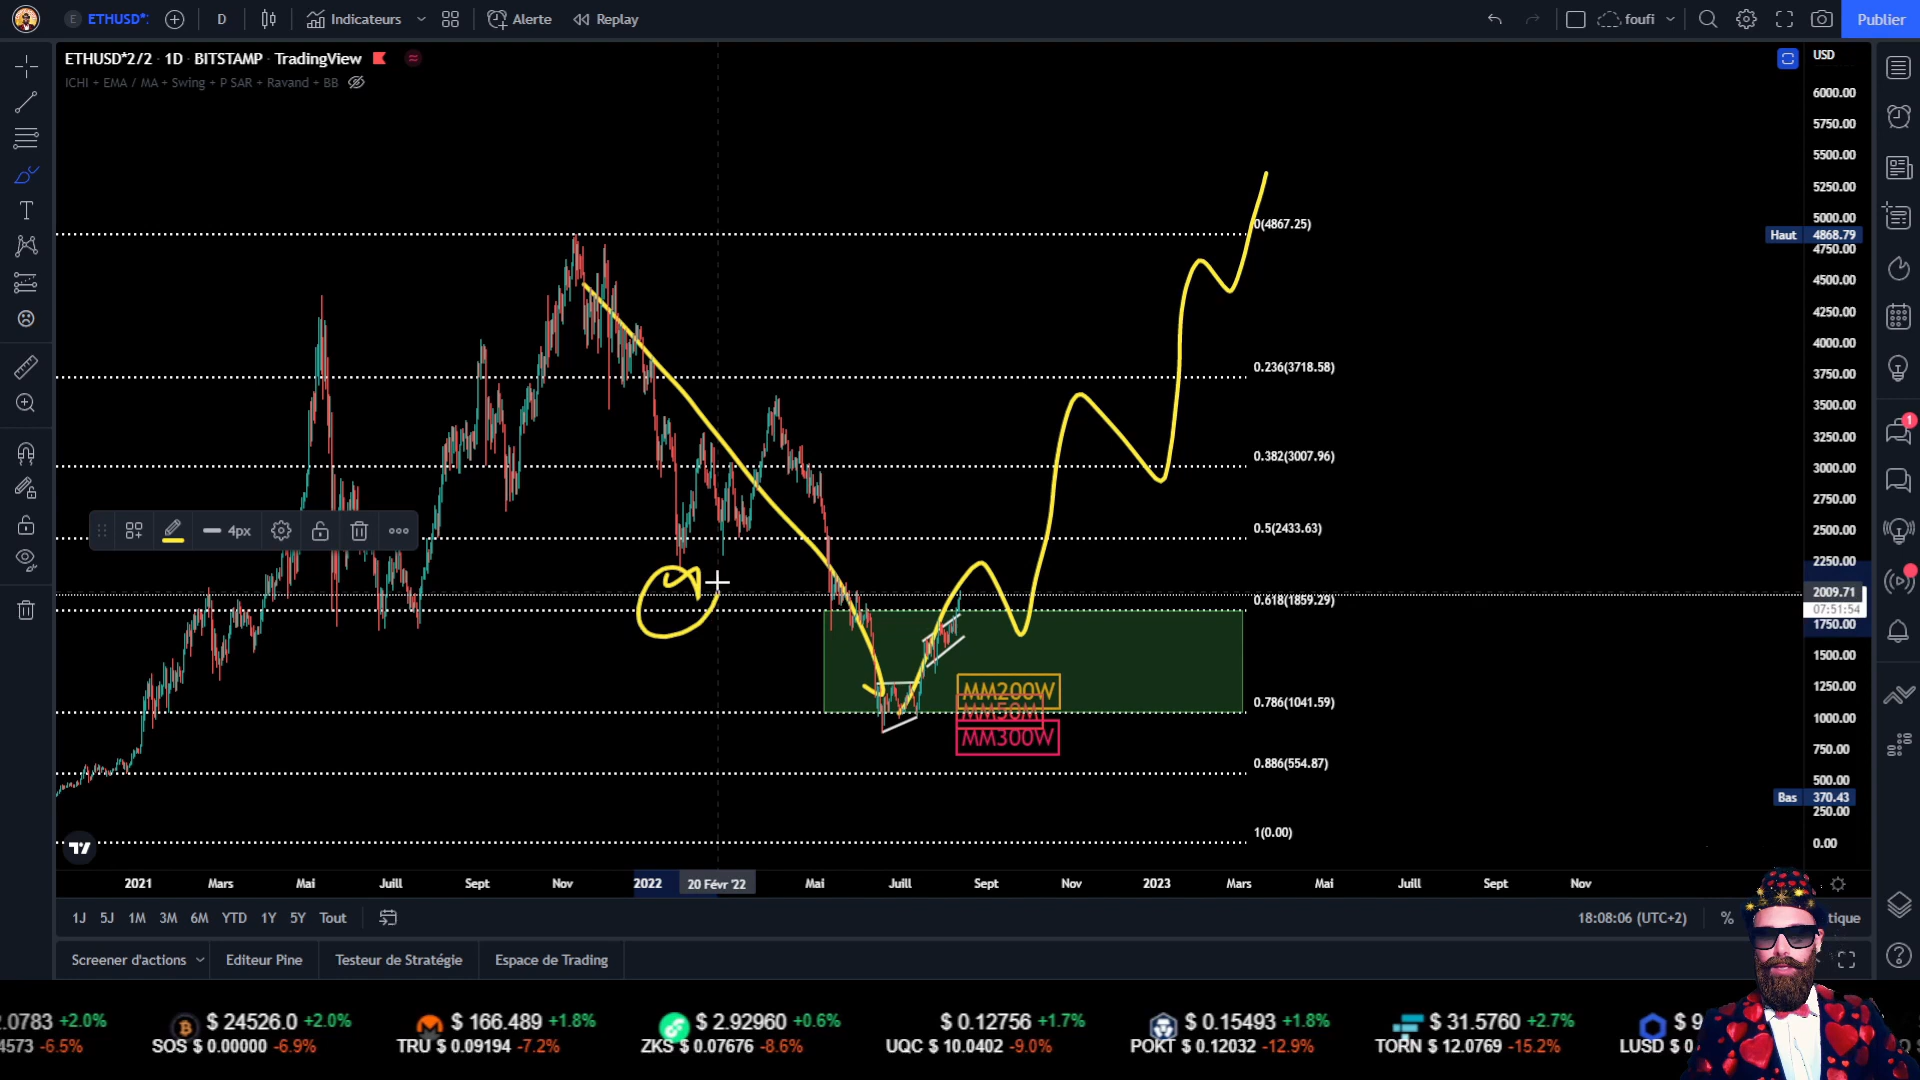 ETHUSD*: D Indicateurs Alerte Replay foufi Publier
ETHUSD*2/2 · 1D · BITSTAMP · TradingView
ICHI + EMA / MA + Swing + P SAR + Ravand + BB
USD
6000.00
5750.00
5500.00
5250.00
5000.00
0(4867.25)
Haut 4868.79
4750.00
4500.00
4250.00
4000.00
0.236(3718.58)
3750.00
3500.00
3250.00
0.382(3007.96)
3000.00
2750.00
4px
0.5(2433.63)
2500.00
2250.00
2009.71
0.618(1859.29)
07:51:54
1750.00
1500.00
MM200W
1250.00
MM50M
0.786(1041.59)
1000.00
MM300W
750.00
0.886(554.87)
500.00
Bas 370.43
250.00
1(0.00)
0.00
2021 Mars Mai Juill Sept Nov 2022 20 Févr '22 Mai Juill Sept Nov 2023 Mars Mai Juill Sept Nov
1J 5J 1M 3M 6M YTD 1Y 5Y Tout 18:08:06 (UTC+2) % tique
Screener d'actions Editeur Pine Testeur de Stratégie Espace de Trading
.0783 +2.0% $ 24526.0 +2.0% $ 166.489 +1.8% $ 2.92960 +0.6% $ 0.12756 +1.7% $ 0.15493 +1.8% $ 31.5760 +2.7% $ 9
4573 -6.5% SOS $ 0.00000 -6.9% TRU $ 0.09194 -7.2% ZKS $ 0.07676 -8.6% UQC $ 10.0402 -9.0% POKT $ 0.12032 -12.9% TORN $ 12.0769 -15.2% LUSD $ 0